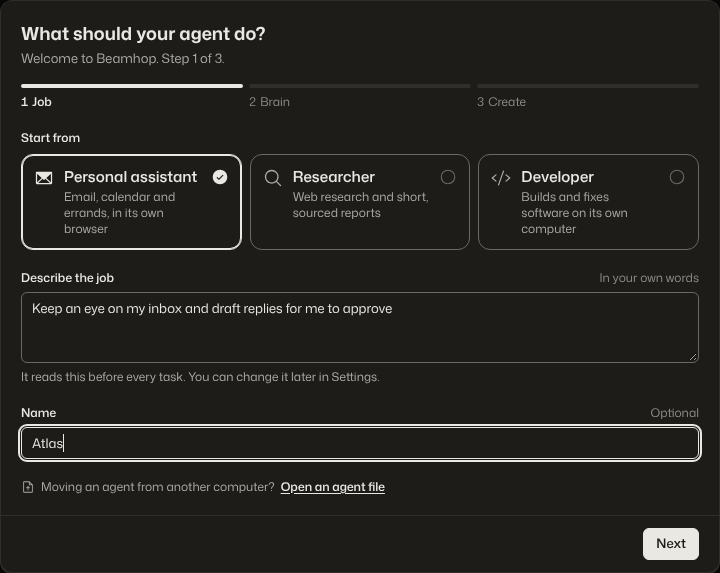 What should your agent do?
Welcome to Beamhop. Step 1 of 3.
1 Job
2 Brain
3 Create
Start from
Personal assistant
Email, calendar and
errands, in its own
browser
Researcher
Web research and short,
sourced reports
Developer
Builds and fixes
software on its own
computer
Describe the job
In your own words
Keep an eye on my inbox and draft replies for me to approve
It reads this before every task. You can change it later in Settings.
Name
Optional
Atlas
Moving an agent from another computer? Open an agent file
Next